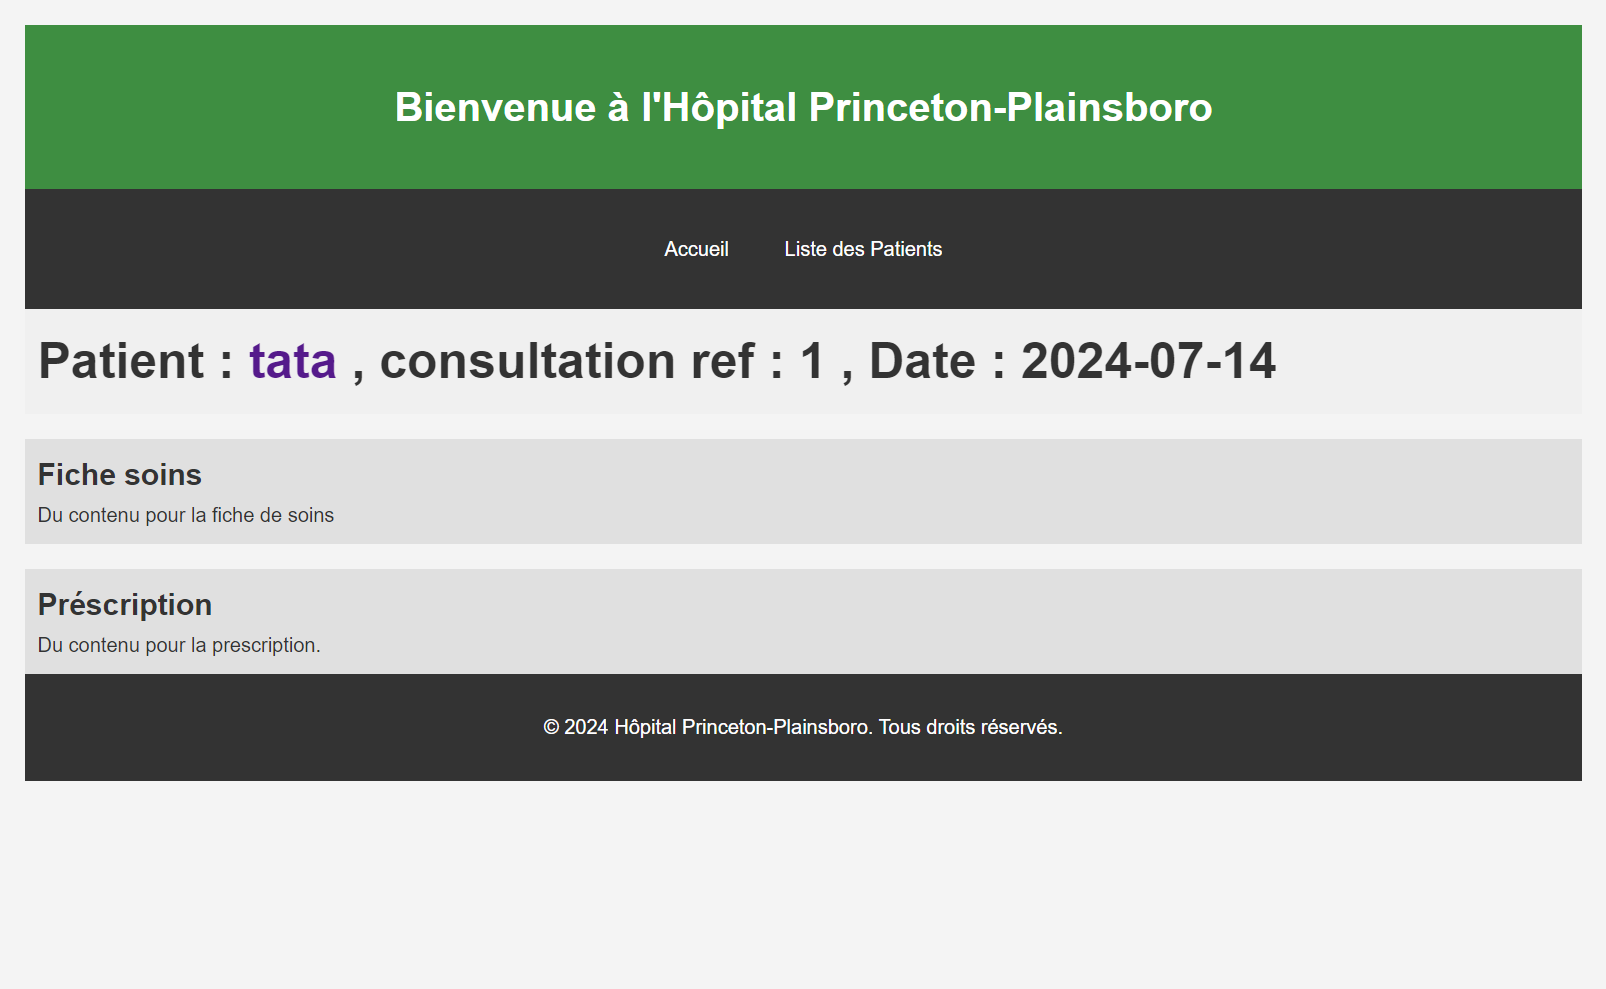 Bienvenue à l'Hôpital Princeton-Plainsboro
Accueil Liste des Patients
Patient : tata , consultation ref : 1 , Date : 2024-07-14
Fiche soins
Du contenu pour la fiche de soins
Préscription
Du contenu pour la prescription.
© 2024 Hôpital Princeton-Plainsboro. Tous droits réservés.